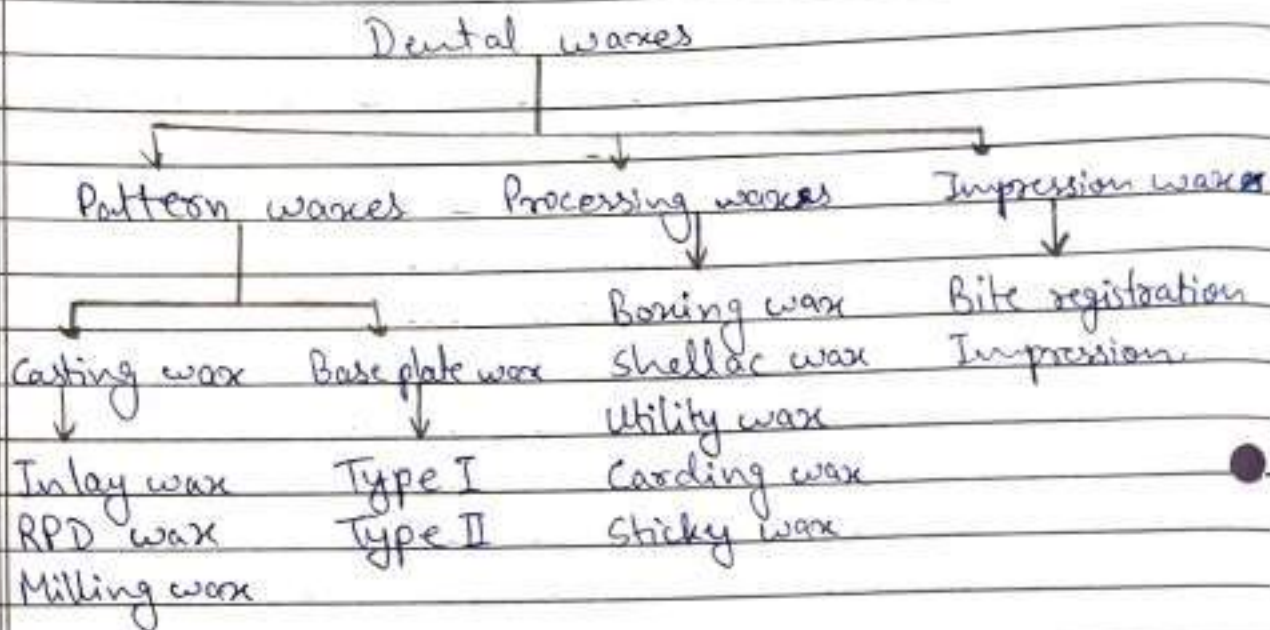 Dental waxes
Pattern waxes Processing waxes Impression waxes
Boxing wax Bite registration
Casting wax Base plate wax Shellac wax Impression
Utility wax
Inlay wax Type I Carding wax
RPD wax Type II Sticky wax
Milling wax